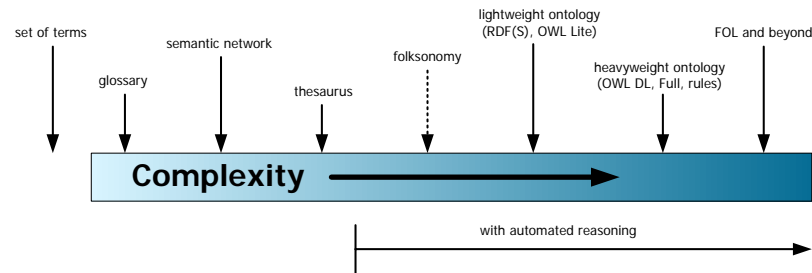 set of terms
glossary
semantic network
thesaurus
folksonomy
lightweight ontology
(RDF(S), OWL Lite)
heavyweight ontology
(OWL DL, Full, rules)
FOL and beyond
Complexity
with automated reasoning